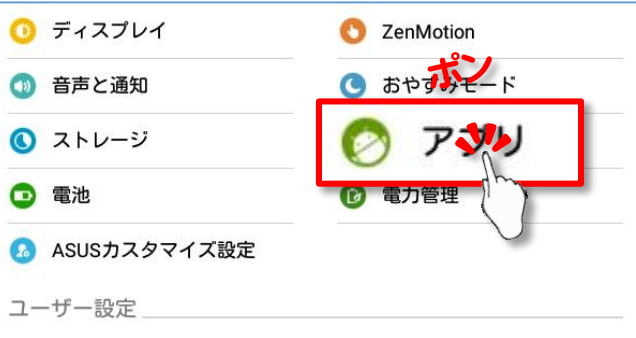 ディスプレイ
ZenMotion
ポン
音声と通知
おやすみモード
ストレージ
アプリ
電池
電力管理
ASUSカスタマイズ設定
ユーザー設定